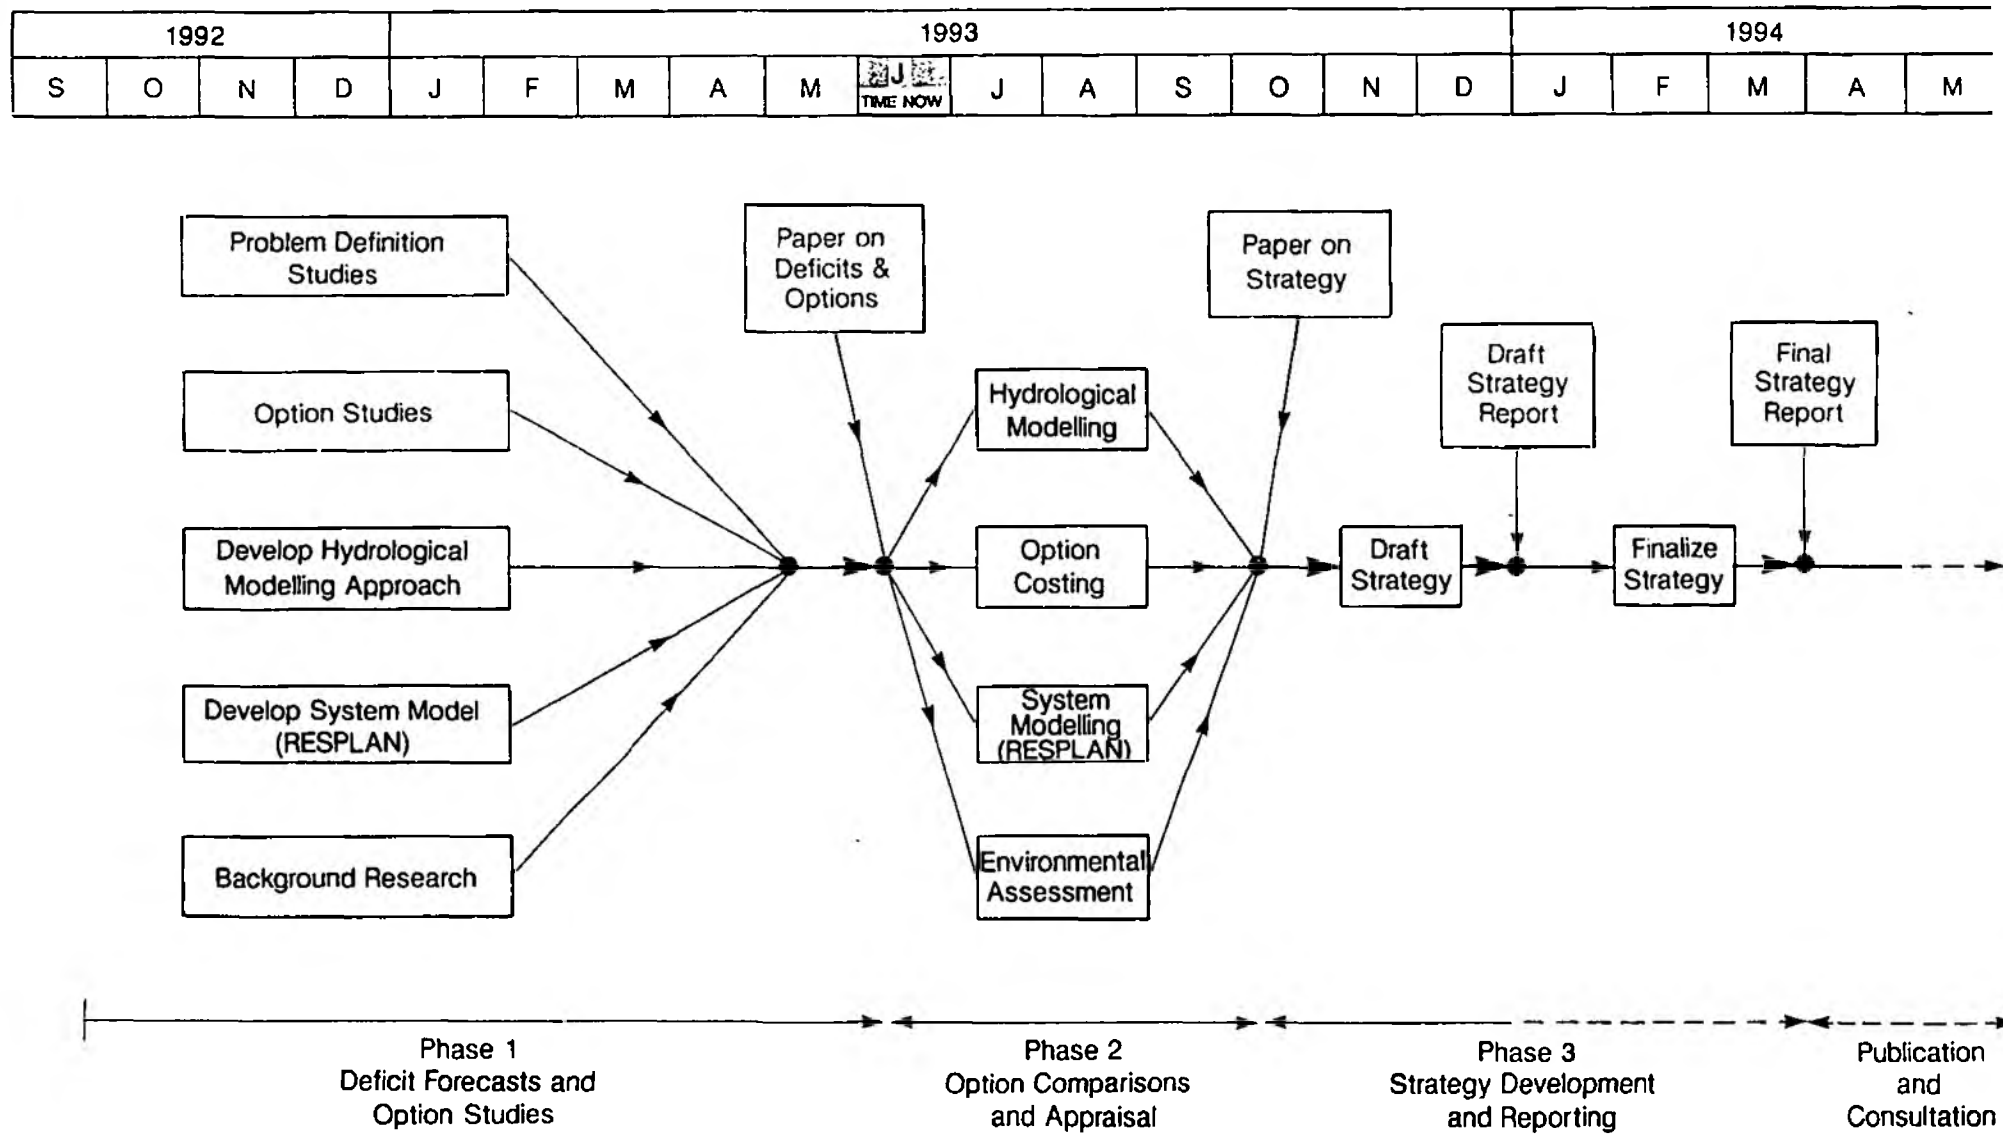 1992
1993
1994
S O N D J F M A M J J A S O N D J F M A M
TIME NOW
Problem Definition
Studies
Paper on
Deficits &
Options
Paper on
Strategy
Option Studies
Hydrological
Modelling
Draft
Strategy
Report
Final
Strategy
Report
Develop Hydrological
Modelling Approach
Option
Costing
Draft
Strategy
Finalize
Strategy
Develop System Model
(RESPLAN)
System
Modelling
(RESPLAN)
Background Research
Environmental
Assessment
Phase 1
Deficit Forecasts and
Option Studies
Phase 2
Option Comparisons
and Appraisal
Phase 3
Strategy Development
and Reporting
Publication
and
Consultation